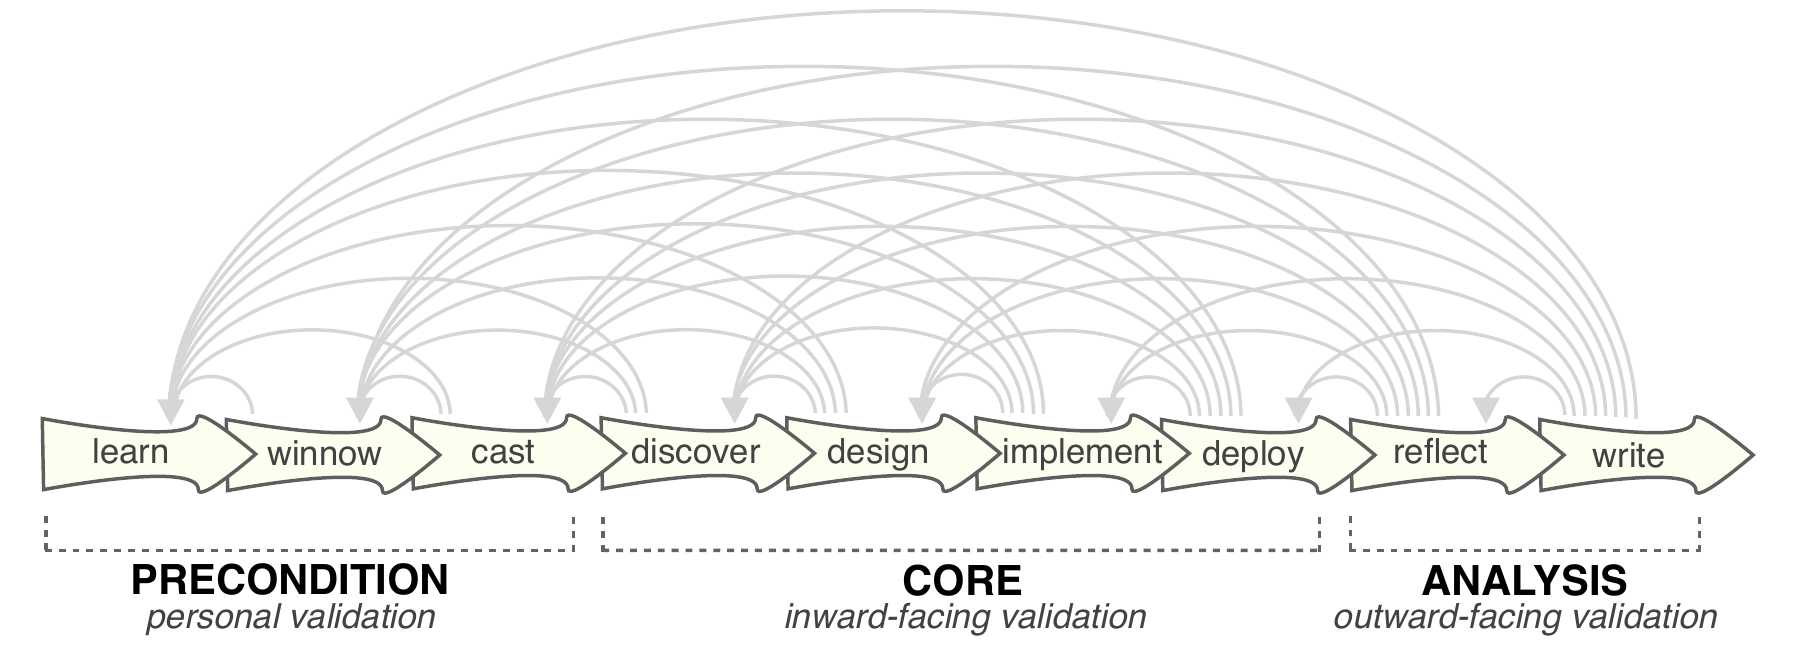 learn
winnow
cast
discover
design
implement
deploy
reflect
write
PRECONDITION
personal validation
CORE
inward-facing validation
ANALYSIS
outward-facing validation